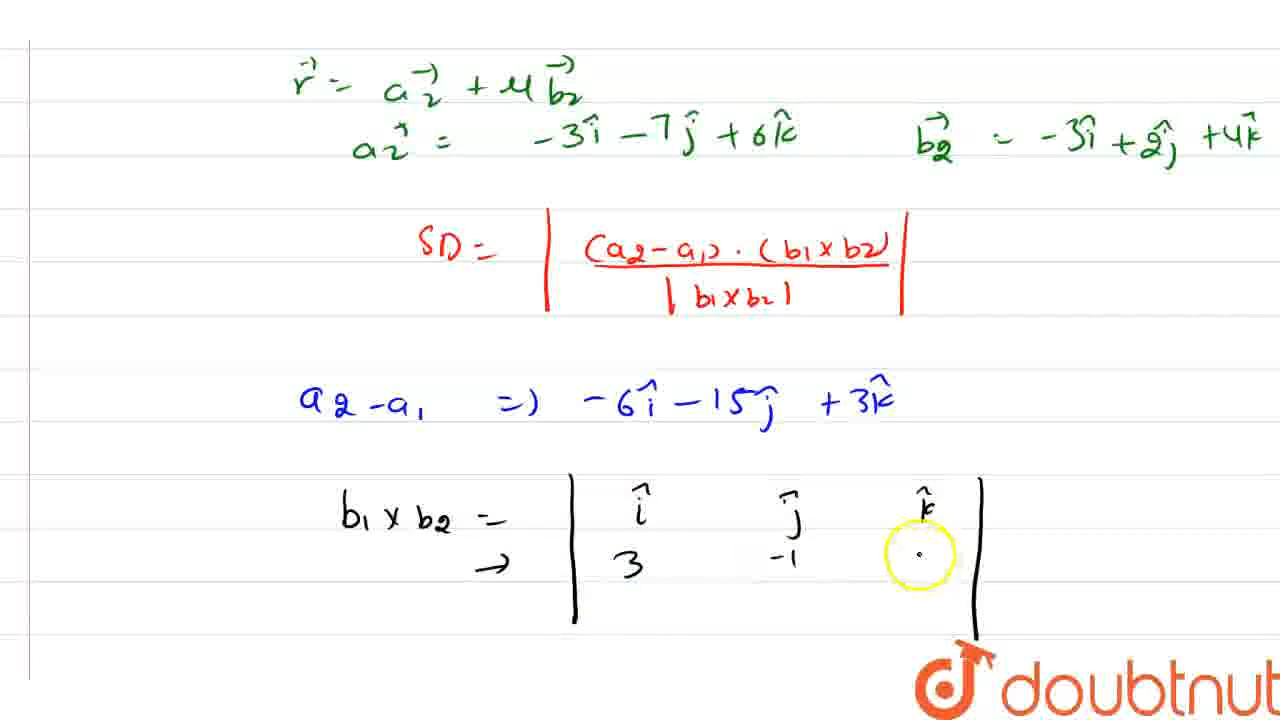 r⃗ = a⃗₂ + μ b⃗₂
a⃗₂ = -3î - 7ĵ + 6k̂ b⃗₂ = -3î + 2ĵ + 4k̂
SD = | (a₂ - a₁) · (b₁ × b₂) / |b₁ × b₂| |
a₂ - a₁ => -6î - 15ĵ + 3k̂
b₁ × b₂ = | î ĵ k̂ |
→ 3 -1
doubtnut